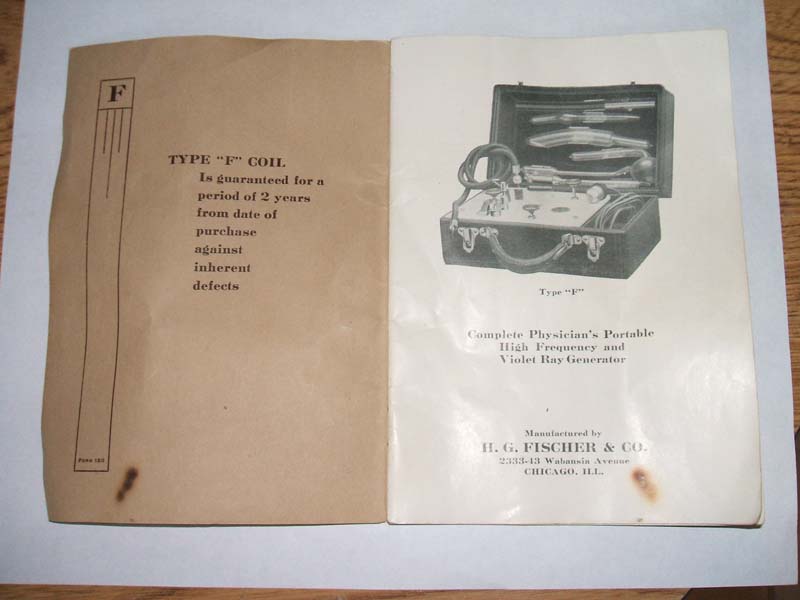 F
TYPE "F" COIL
Is guaranteed for a
period of 2 years
from date of
purchase
against
inherent
defects
Type "F"
Complete Physician's Portable
High Frequency and
Violet Ray Generator
Manufactured by
H. G. FISCHER & CO.
2333-43 Wabansia Avenue
CHICAGO, ILL.